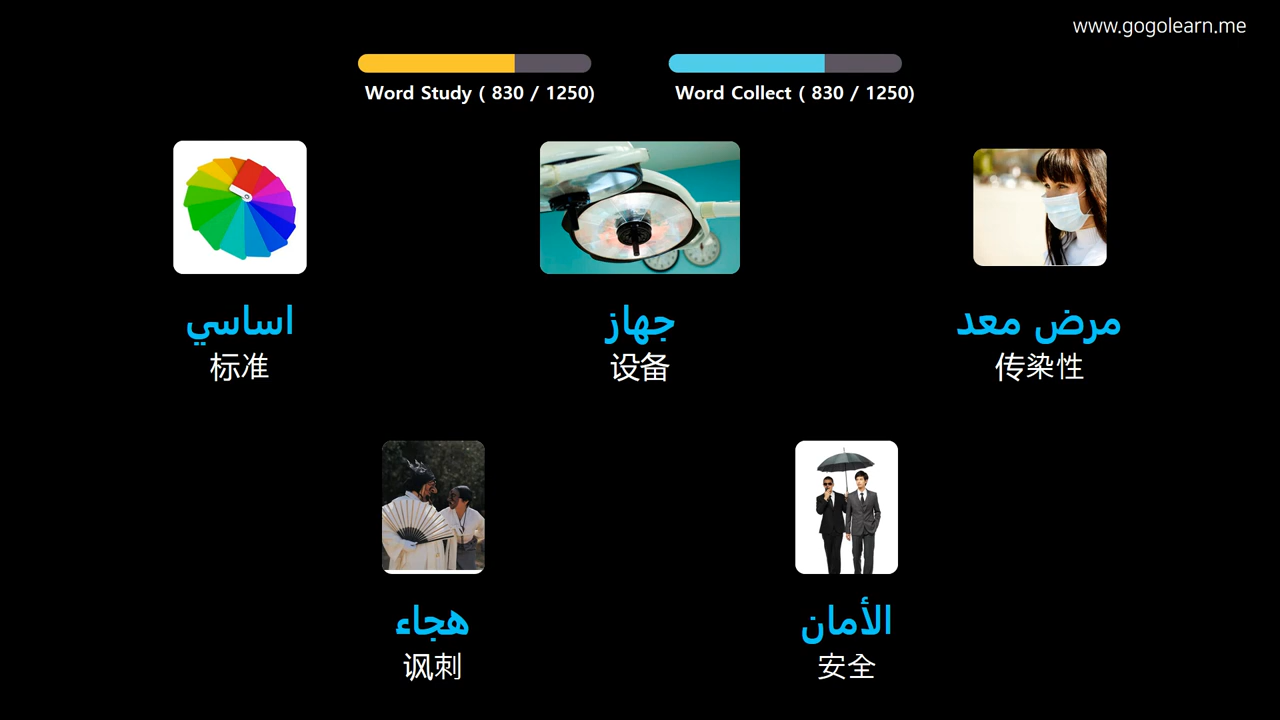 www.gogolearn.me
Word Study ( 830 / 1250)
Word Collect ( 830 / 1250)
اساسي
标准
جهاز
设备
مرض معد
传染性
هجاء
讽刺
الأمان
安全